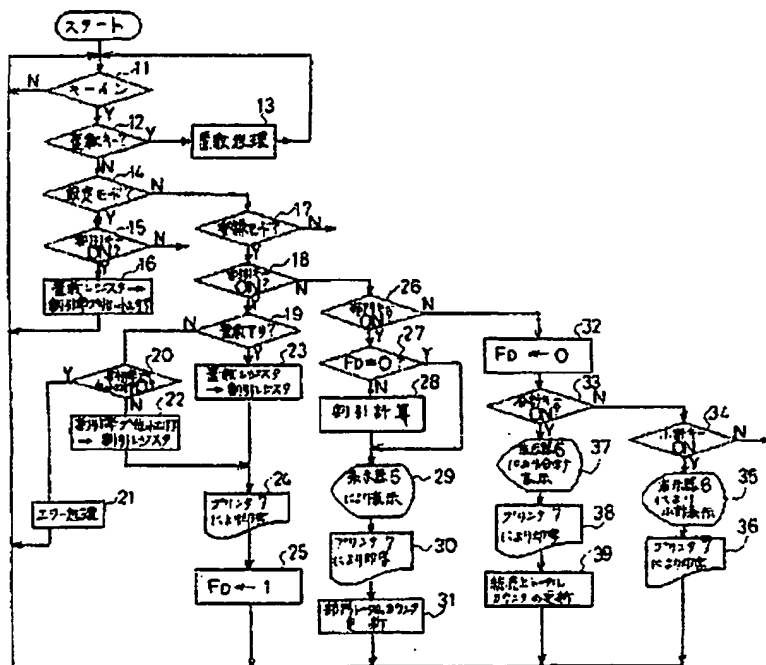 スタート
11
キーイン
N
Y
12
置数キー?
Y
13
置数処理
N
14
設定モード?
N
Y
15
割引キー
ON?
N
Y
16
置数レジスタ→
17
登録モード?
N
Y
18
割引キー
ON?
N
Y
19
置数下り?
N
Y
20
Y
N
21
エラー処理
22
→割引レジスタ
23
置数レジスタ
→割引レジスタ
24
プリンタ7
により印字
25
FD←1
26
部門キー
ON?
N
Y
27
FD=0
Y
N
28
割引計算
29
表示器6
により表示
30
プリンタ7
により印字
31
部門トータルカウンタ
更新
32
FD←0
33
合計キー
ON?
N
Y
34
小計キー
ON
N
Y
35
表示器6
により
小計表示
36
プリンタ7
により印字
37
表示器6
により合計
表示
38
プリンタ7
により印字
39
総売上トータル
カウンタの更新